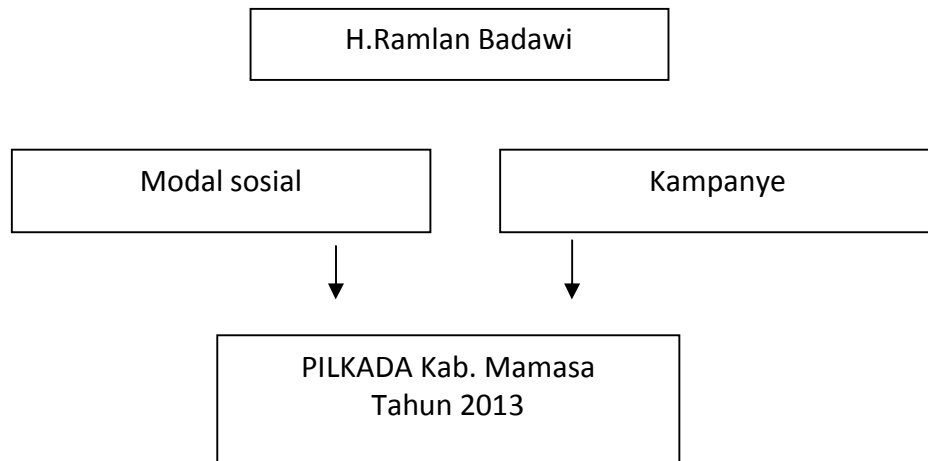 H.Ramlan Badawi
Modal sosial
Kampanye
PILKADA Kab. Mamasa
Tahun 2013